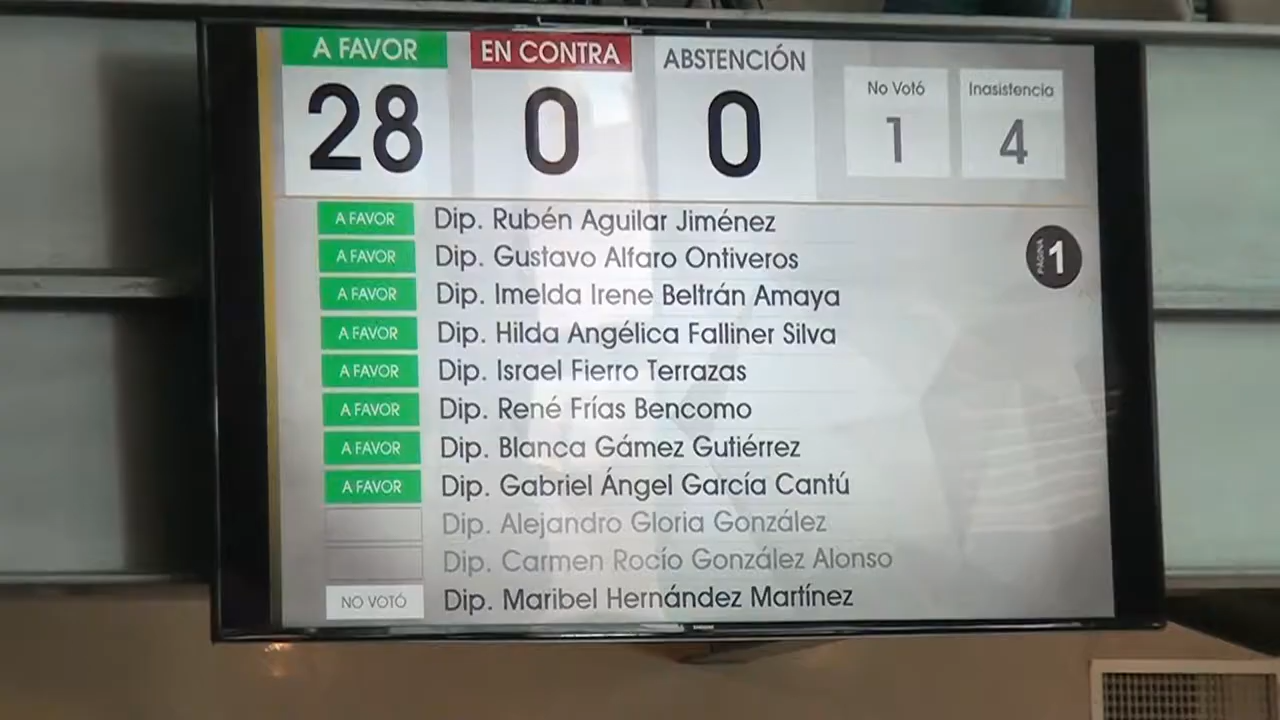 A FAVOR EN CONTRA ABSTENCIÓN No Votó Inasistencia
28 0 0 1 4
A FAVOR Dip. Rubén Aguilar Jiménez
A FAVOR Dip. Gustavo Alfaro Ontiveros
PÁGINA 1
A FAVOR Dip. Imelda Irene Beltrán Amaya
A FAVOR Dip. Hilda Angélica Falliner Silva
A FAVOR Dip. Israel Fierro Terrazas
A FAVOR Dip. René Frías Bencomo
A FAVOR Dip. Blanca Gámez Gutiérrez
A FAVOR Dip. Gabriel Ángel García Cantú
Dip. Alejandro Gloria González
Dip. Carmen Rocío González Alonso
NO VOTÓ Dip. Maribel Hernández Martínez